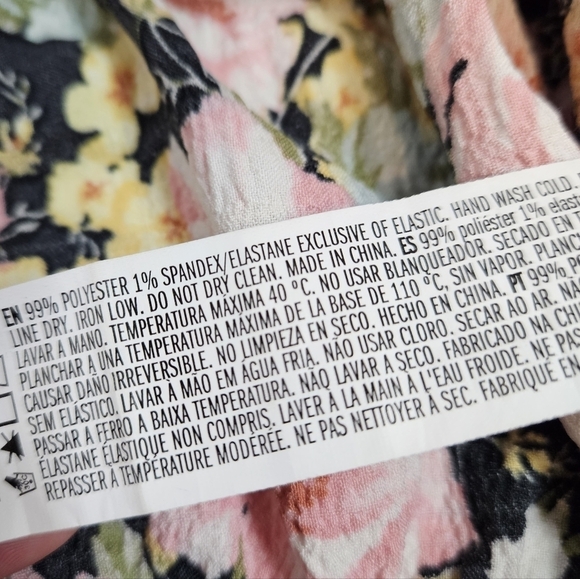 EN 99% POLYESTER 1% SPANDEX/ELASTANE EXCLUSIVE OF ELASTIC. HAND WASH COLD.
LINE DRY. IRON LOW. DO NOT DRY CLEAN. MADE IN CHINA. ES 99% poliéster 1% elast
LAVAR A MANO. TEMPERATURA MÁXIMA 40 °C. NO USAR BLANQUEADOR. SECADO EN
PLANCHAR A UNA TEMPERATURA MÁXIMA DE LA BASE DE 110 °C, SIN VAPOR. PLANCH
CAUSAR DAÑO IRREVERSIBLE. NO LIMPIEZA EN SECO. HECHO EN CHINA. PT 99%
SEM ELÁSTICO. LAVAR À MÃO EM ÁGUA FRIA. NÃO USAR CLORO. SECAR AO AR. NÃ
PASSAR A FERRO A BAIXA TEMPERATURA. NÃO LAVAR A SECO. FABRICADO NA CH
ELASTANE ÉLASTIQUE NON COMPRIS. LAVER À LA MAIN À L'EAU FROIDE. NE PAS
REPASSER À TEMPÉRATURE MODÉRÉE. NE PAS NETTOYER À SEC. FABRIQUÉ EN